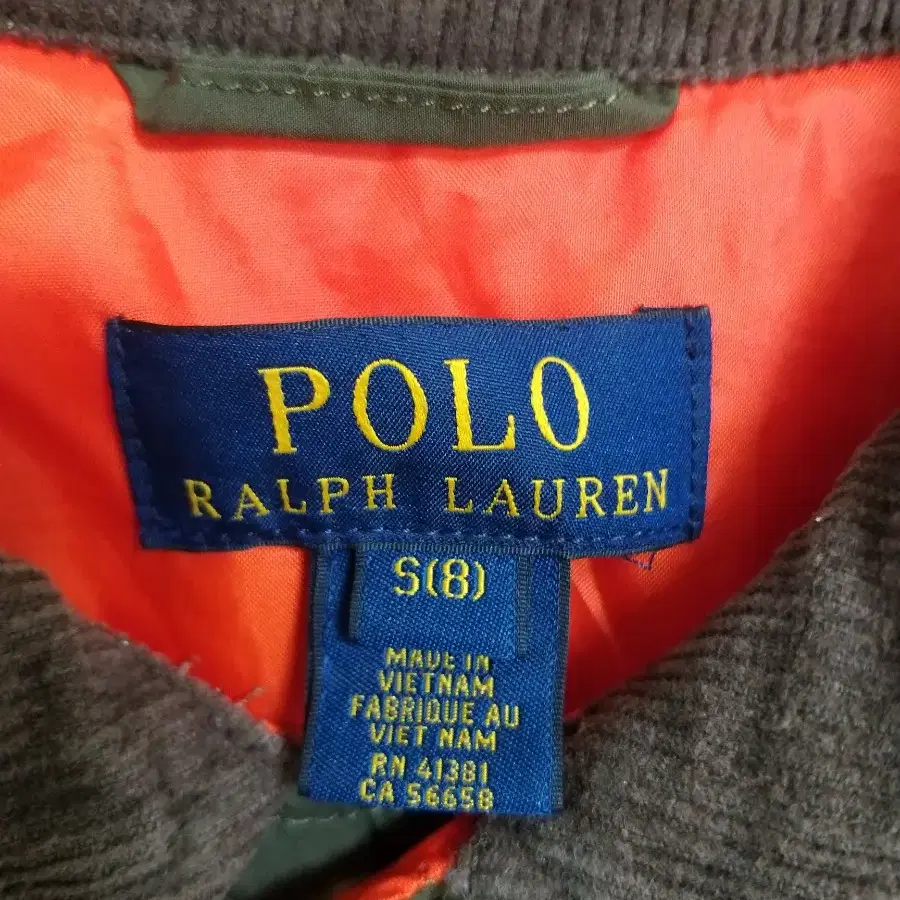 POLO
RALPH LAUREN
S(8)
MADE IN
VIETNAM
FABRIQUE AU
VIET NAM
RN 41381
CA 56658